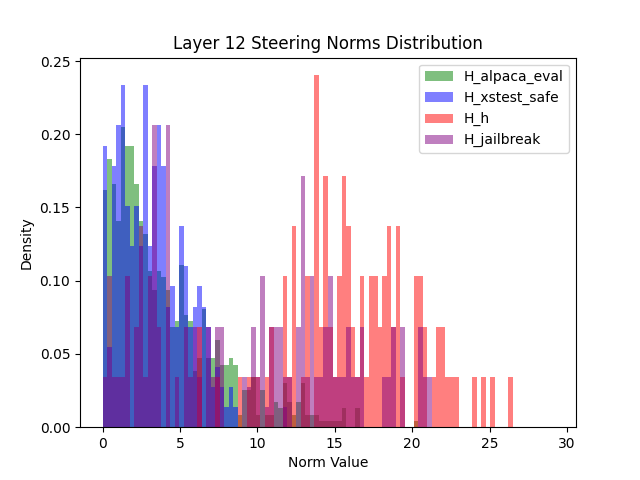 Layer 12 Steering Norms Distribution
0.25
0.20
0.15
0.10
0.05
0.00
Density
H_alpaca_eval
H_xstest_safe
H_h
H_jailbreak
0 5 10 15 20 25 30
Norm Value